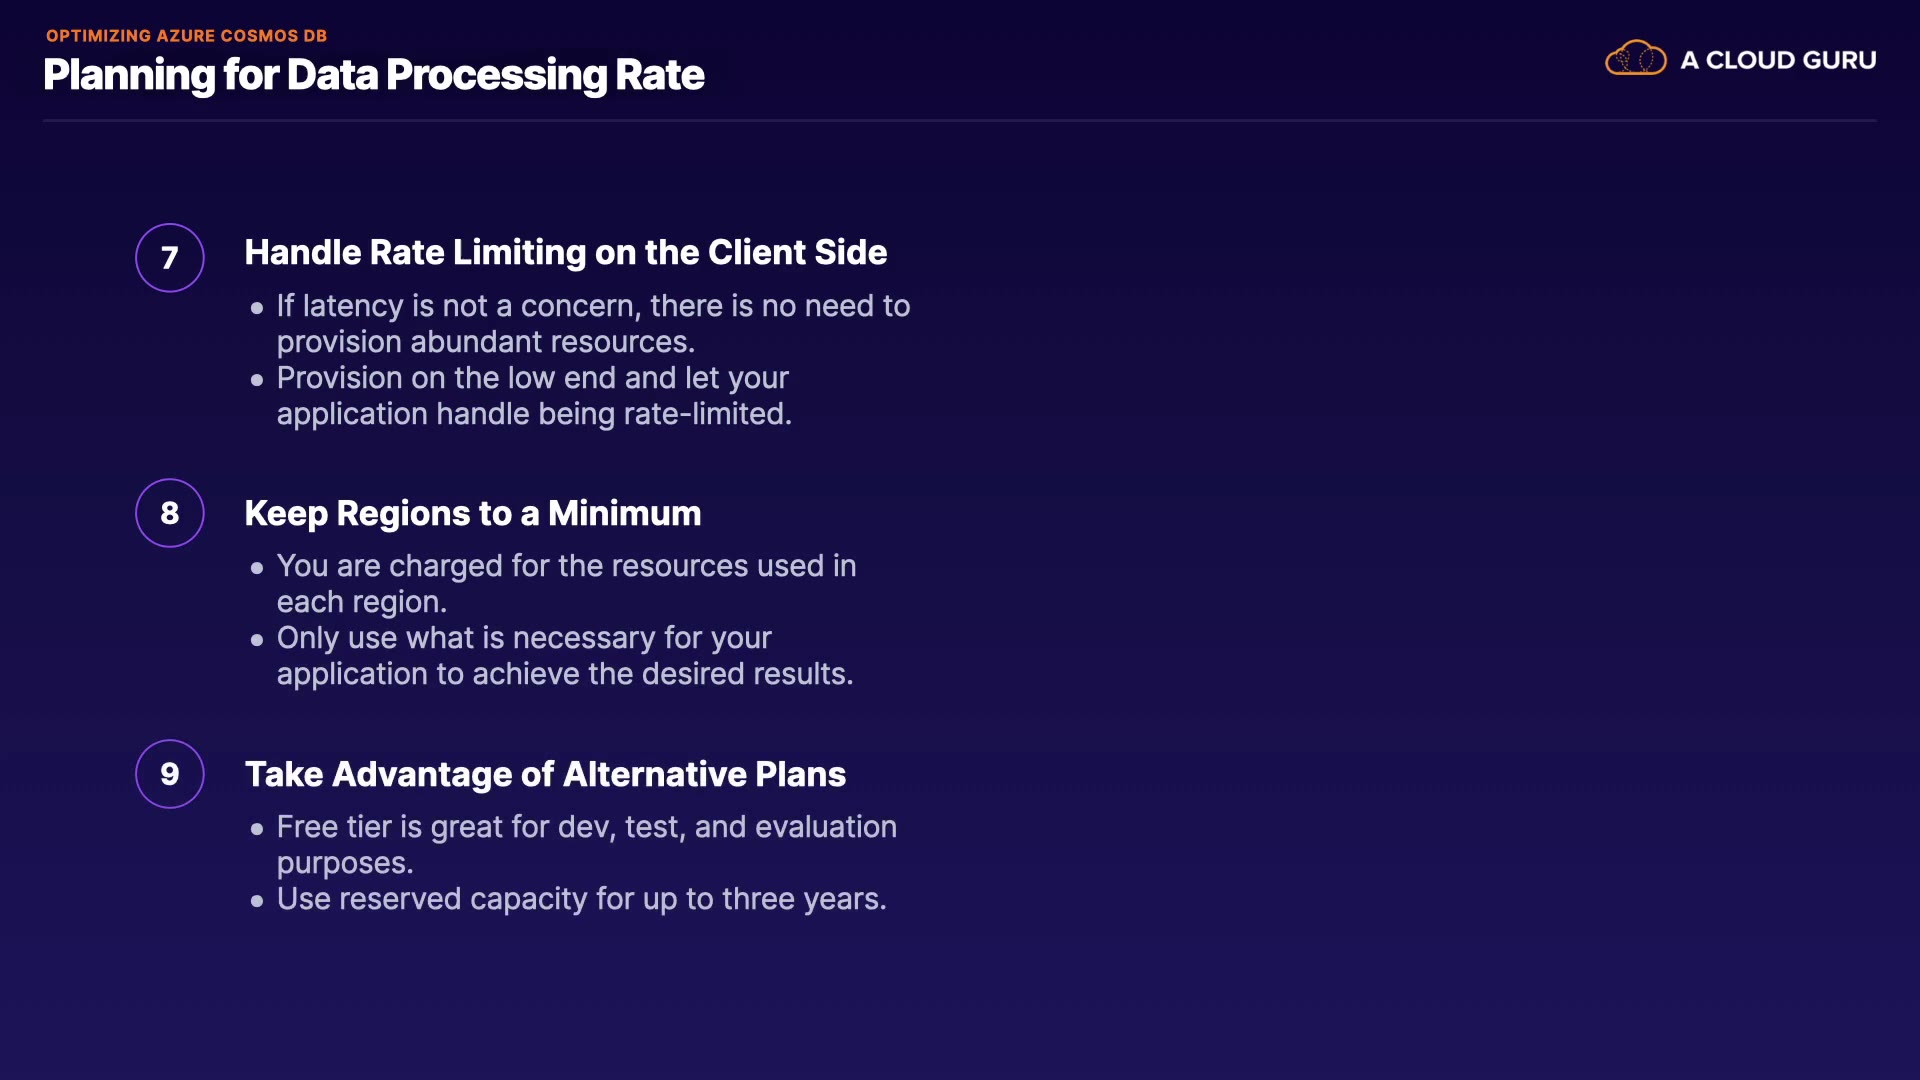 OPTIMIZING AZURE COSMOS DB
Planning for Data Processing Rate
A CLOUD GURU
7
Handle Rate Limiting on the Client Side
• If latency is not a concern, there is no need to
provision abundant resources.
• Provision on the low end and let your
application handle being rate-limited.
8
Keep Regions to a Minimum
• You are charged for the resources used in
each region.
• Only use what is necessary for your
application to achieve the desired results.
9
Take Advantage of Alternative Plans
• Free tier is great for dev, test, and evaluation
purposes.
• Use reserved capacity for up to three years.